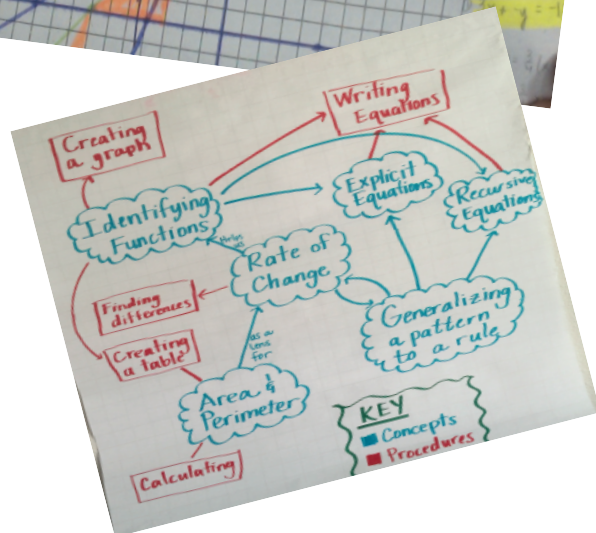 Writing
Equations
Creating
a graph
Explicit
Equations
Recursive
Equations
Identifying
Functions
Rate of
Change
Finding
differences
Generalizing
a pattern
to a rule
Creating
a table
as a
lens
for
Area &
Perimeter
KEY
Concepts
Procedures
Calculating